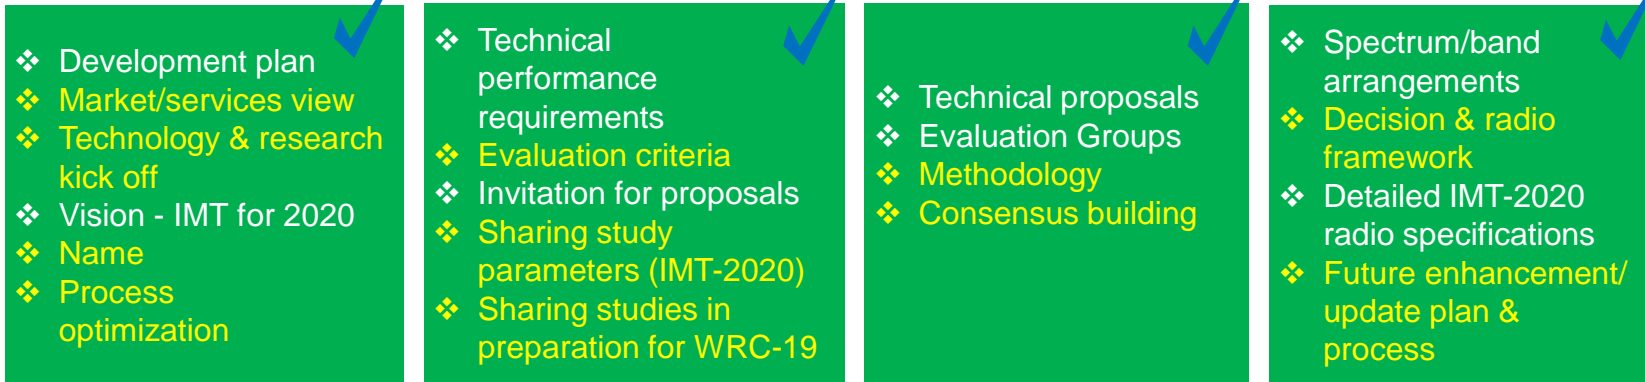 ❖ Development plan
❖ Market/services view
❖ Technology & research
kick off
❖ Vision - IMT for 2020
❖ Name
❖ Process
optimization
❖ Technical
performance
requirements
❖ Evaluation criteria
❖ Invitation for proposals
❖ Sharing study
parameters (IMT-2020)
❖ Sharing studies in
preparation for WRC-19
❖ Technical proposals
❖ Evaluation Groups
❖ Methodology
❖ Consensus building
❖ Spectrum/band
arrangements
❖ Decision & radio
framework
❖ Detailed IMT-2020
radio specifications
❖ Future enhancement/
update plan &
process